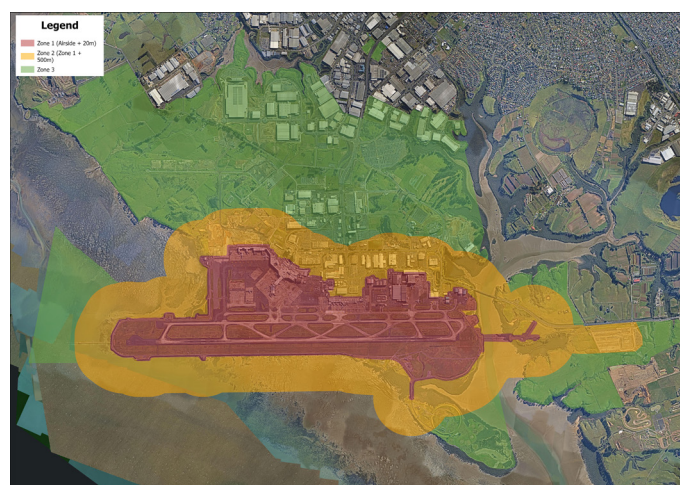 Legend
Zone 1 (Airside + 20m)
Zone 2 (Zone 1 +
500m)
Zone 3